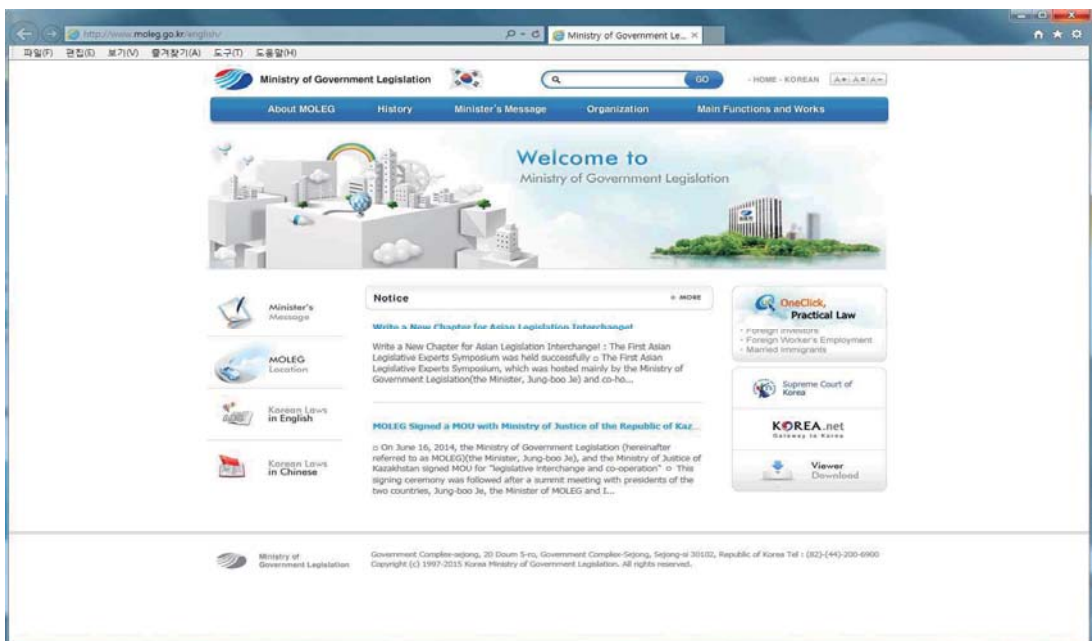 http://www.moleg.go.kr/english/
Ministry of Government Le...
파일(F) 편집(E) 보기(V) 즐겨찾기(A) 도구(T) 도움말(H)
Ministry of Government Legislation
GO
HOME - KOREAN
A+ A= A-
About MOLEG History Minister's Message Organization Main Functions and Works
Welcome to
Ministry of Government Legislation
Minister's
Message
MOLEG
Location
Korean Laws
in English
Korean Laws
in Chinese
Notice
MORE
Write a New Chapter for Asian Legislation Interchange!
Write a New Chapter for Asian Legislation Interchange! : The First Asian
Legislative Experts Symposium was held successfully o The First Asian
Legislative Experts Symposium, which was hosted mainly by the Ministry of
Government Legislation(the Minister, Jung-boo Je) and co-ho...
MOLEG Signed a MOU with Ministry of Justice of the Republic of Kaz...
o On June 16, 2014, the Ministry of Government Legislation (hereinafter
referred to as MOLEG)(the Minister, Jung-boo Je), and the Ministry of Justice of
Kazakhstan signed MOU for "legislative interchange and co-operation" o This
signing ceremony was followed after a summit meeting with presidents of the
two countries, Jung-boo Je, the Minister of MOLEG and I...
OneClick,
Practical Law
- Foreign Investors
- Foreign Worker's Employment
- Married Immigrants
Supreme Court of
Korea
KOREA.net
Gateway to Korea
Viewer
Download
Ministry of
Government Legislation
Government Complex-sejong, 20 Doum 5-ro, Government Complex-Sejong, Sejong-si 30102, Republic of Korea Tel : (82)-(44)-200-6900
Copyright (c) 1997-2015 Korea Ministry of Government Legislation. All rights reserved.